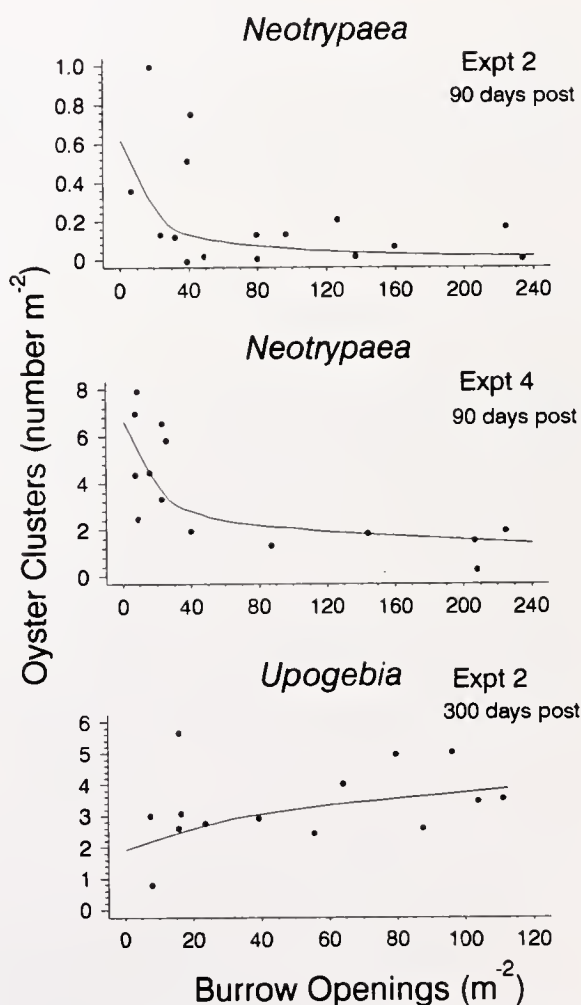 Neotrypaea
Expt 2
90 days post
1.0
0.8
0.6
0.4
0.2
0
0 40 80 120 160 200 240
Neotrypaea
Expt 4
90 days post
8
6
4
2
0
0 40 80 120 160 200 240
Upogebia
Expt 2
300 days post
6
5
4
3
2
1
0
0 20 40 60 80 100 120
Oyster Clusters (number m⁻²)
Burrow Openings (m⁻²)